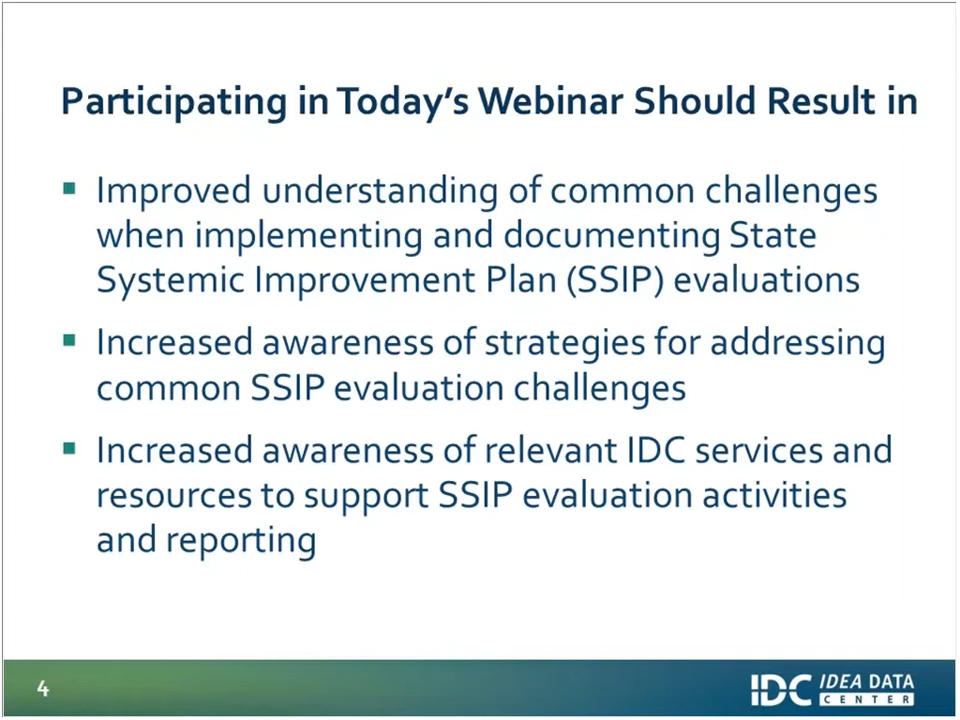 Participating in Today's Webinar Should Result in
▪ Improved understanding of common challenges
when implementing and documenting State
Systemic Improvement Plan (SSIP) evaluations
▪ Increased awareness of strategies for addressing
common SSIP evaluation challenges
▪ Increased awareness of relevant IDC services and
resources to support SSIP evaluation activities
and reporting
4
IDC IDEA DATA
CENTER